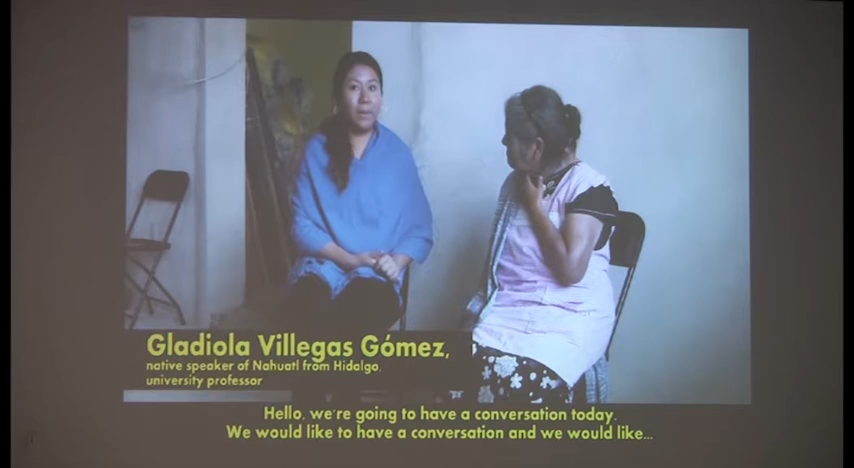 Gladiola Villegas Gómez,
native speaker of Nahuatl from Hidalgo,
university professor
Hello, we're going to have a conversation today.
We would like to have a conversation and we would like...